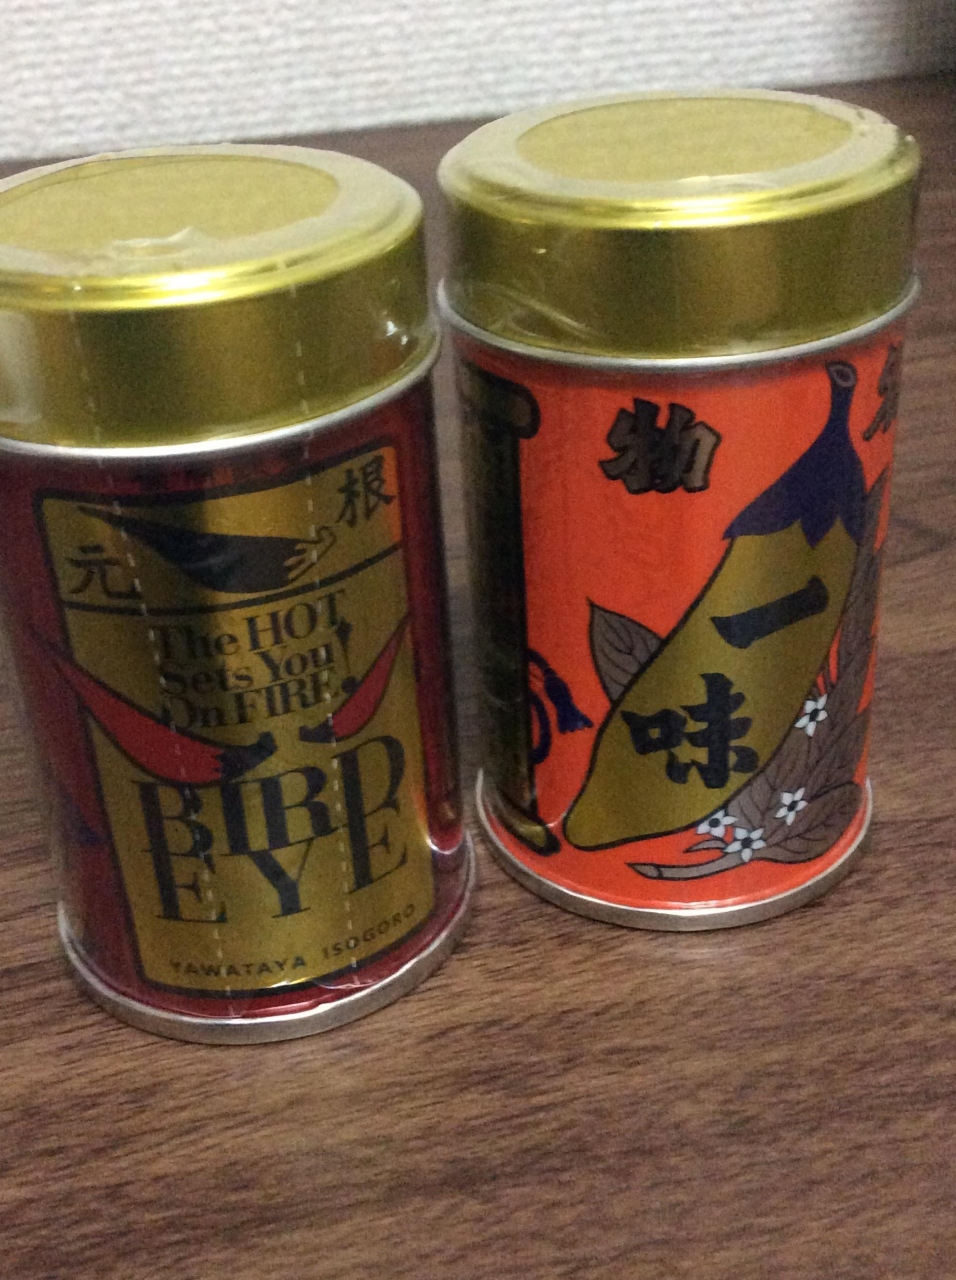 根
元
The HOT
Sets You
On FIRE!
BIRD
EYE
YAWATAYA ISOGORO
物
一
味